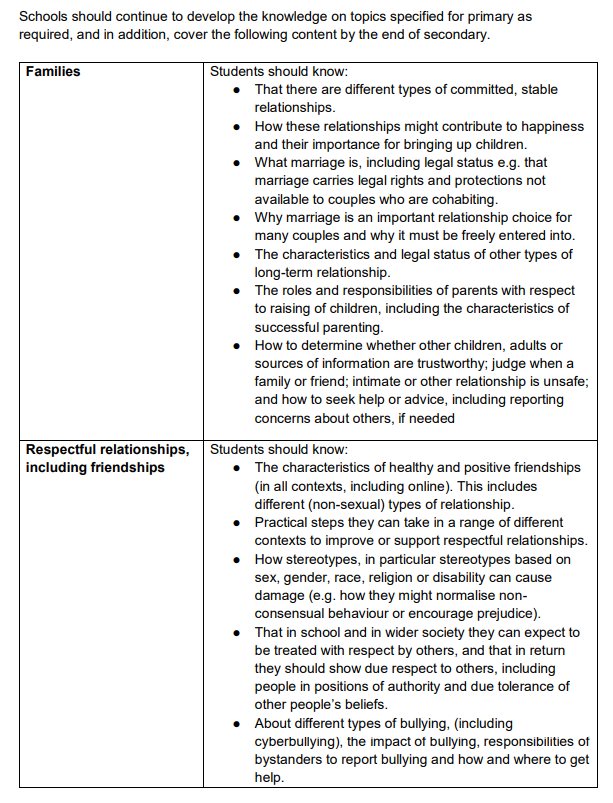 Schools should continue to develop the knowledge on topics specified for primary as
required, and in addition, cover the following content by the end of secondary.
Families
Students should know:
● That there are different types of committed, stable
relationships.
● How these relationships might contribute to happiness
and their importance for bringing up children.
● What marriage is, including legal status e.g. that
marriage carries legal rights and protections not
available to couples who are cohabiting.
● Why marriage is an important relationship choice for
many couples and why it must be freely entered into.
● The characteristics and legal status of other types of
long-term relationship.
● The roles and responsibilities of parents with respect
to raising of children, including the characteristics of
successful parenting.
● How to determine whether other children, adults or
sources of information are trustworthy; judge when a
family or friend; intimate or other relationship is unsafe;
and how to seek help or advice, including reporting
concerns about others, if needed
Respectful relationships,
including friendships
Students should know:
● The characteristics of healthy and positive friendships
(in all contexts, including online). This includes
different (non-sexual) types of relationship.
● Practical steps they can take in a range of different
contexts to improve or support respectful relationships.
● How stereotypes, in particular stereotypes based on
sex, gender, race, religion or disability can cause
damage (e.g. how they might normalise non-
consensual behaviour or encourage prejudice).
● That in school and in wider society they can expect to
be treated with respect by others, and that in return
they should show due respect to others, including
people in positions of authority and due tolerance of
other people's beliefs.
● About different types of bullying, (including
cyberbullying), the impact of bullying, responsibilities of
bystanders to report bullying and how and where to get
help.